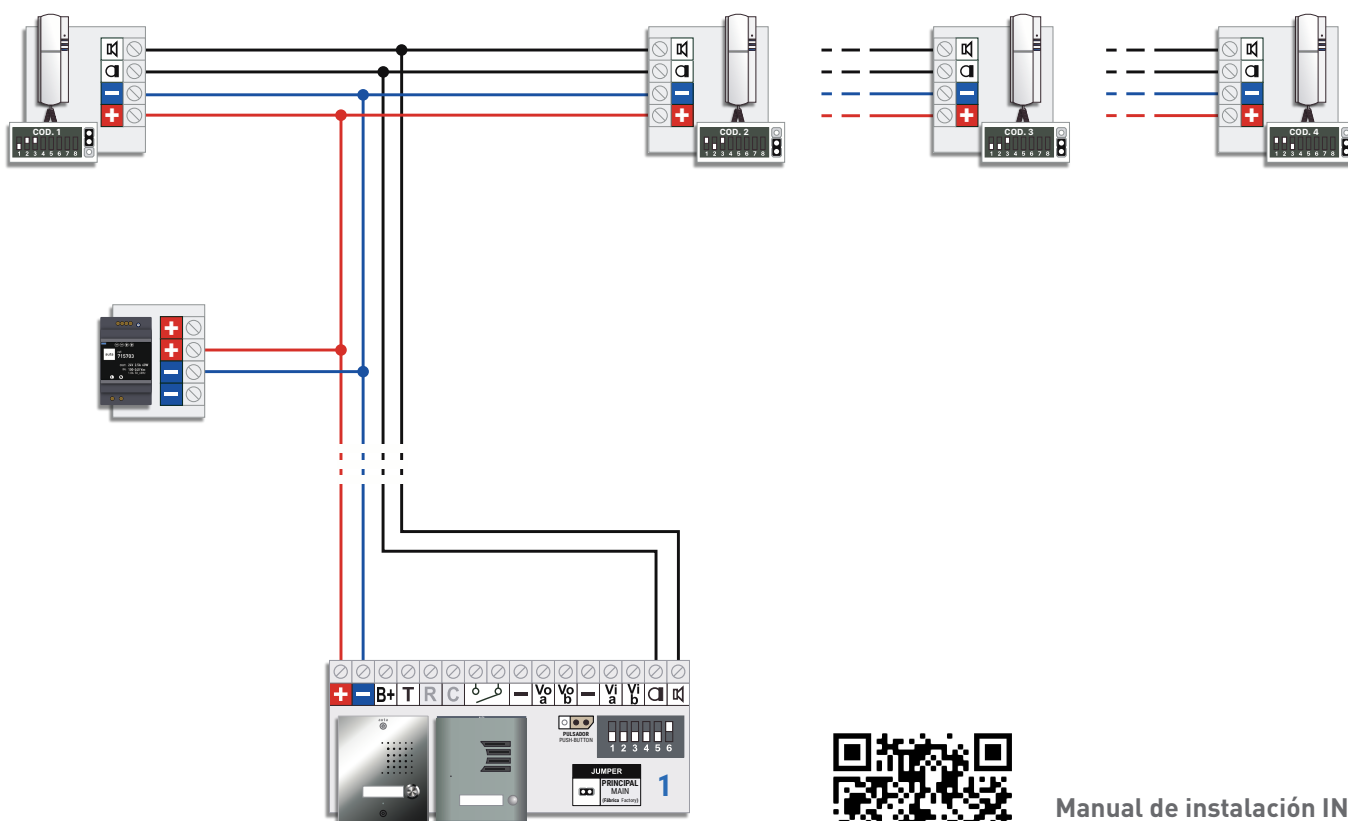 COD. 1
1 2 3 4 5 6 7 8
COD. 2
1 2 3 4 5 6 7 8
COD. 3
1 2 3 4 5 6 7 8
COD. 4
1 2 3 4 5 6 7 8
+
+
-
-
auta
715703
+ - B+ T R C - Vo a Vo b - Vi a Vi b
PULSADOR
PUSH-BUTTON
1 2 3 4 5 6
JUMPER
PRINCIPAL
MAIN
(Fábrica Factory)
1
Manual de instalación IN